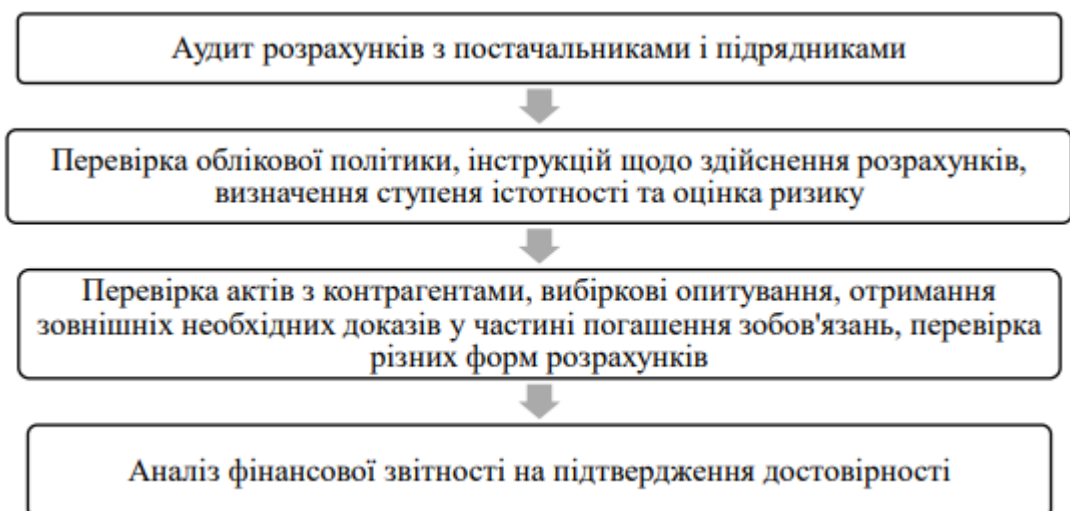 Аудит розрахунків з постачальниками і підрядниками
Перевірка облікової політики, інструкцій щодо здійснення розрахунків,
визначення ступеня істотності та оцінка ризику
Перевірка актів з контрагентами, вибіркові опитування, отримання
зовнішніх необхідних доказів у частині погашення зобов'язань, перевірка
різних форм розрахунків
Аналіз фінансової звітності на підтвердження достовірності